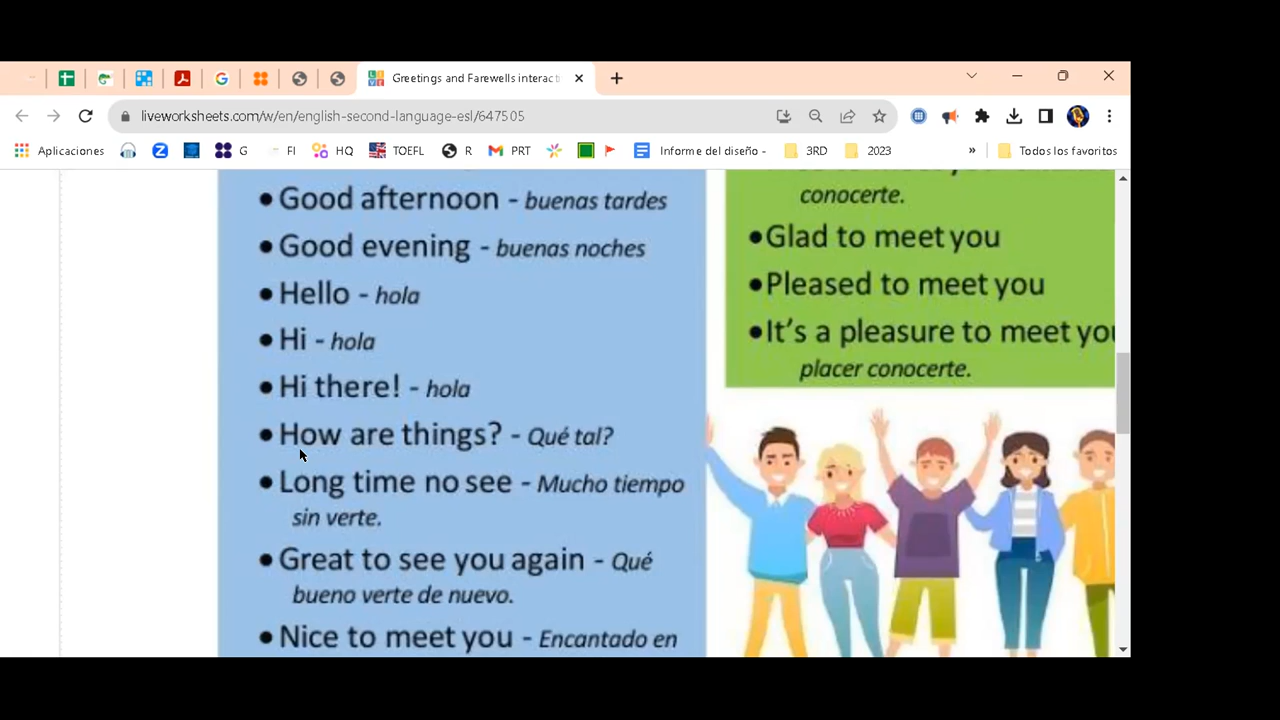 Greetings and Farewells interact
liveworksheets.com/w/en/english-second-language-esl/647505
Aplicaciones
G
FI
HQ
TOEFL
R
PRT
Informe del diseño -
3RD
2023
»
Todos los favoritos
• Good afternoon - buenas tardes
• Good evening - buenas noches
• Hello - hola
• Hi - hola
• Hi there! - hola
• How are things? - Qué tal?
• Long time no see - Mucho tiempo
sin verte.
• Great to see you again - Qué
bueno verte de nuevo.
• Nice to meet you - Encantado en
conocerte.
• Glad to meet you
• Pleased to meet you
• It's a pleasure to meet you
placer conocerte.